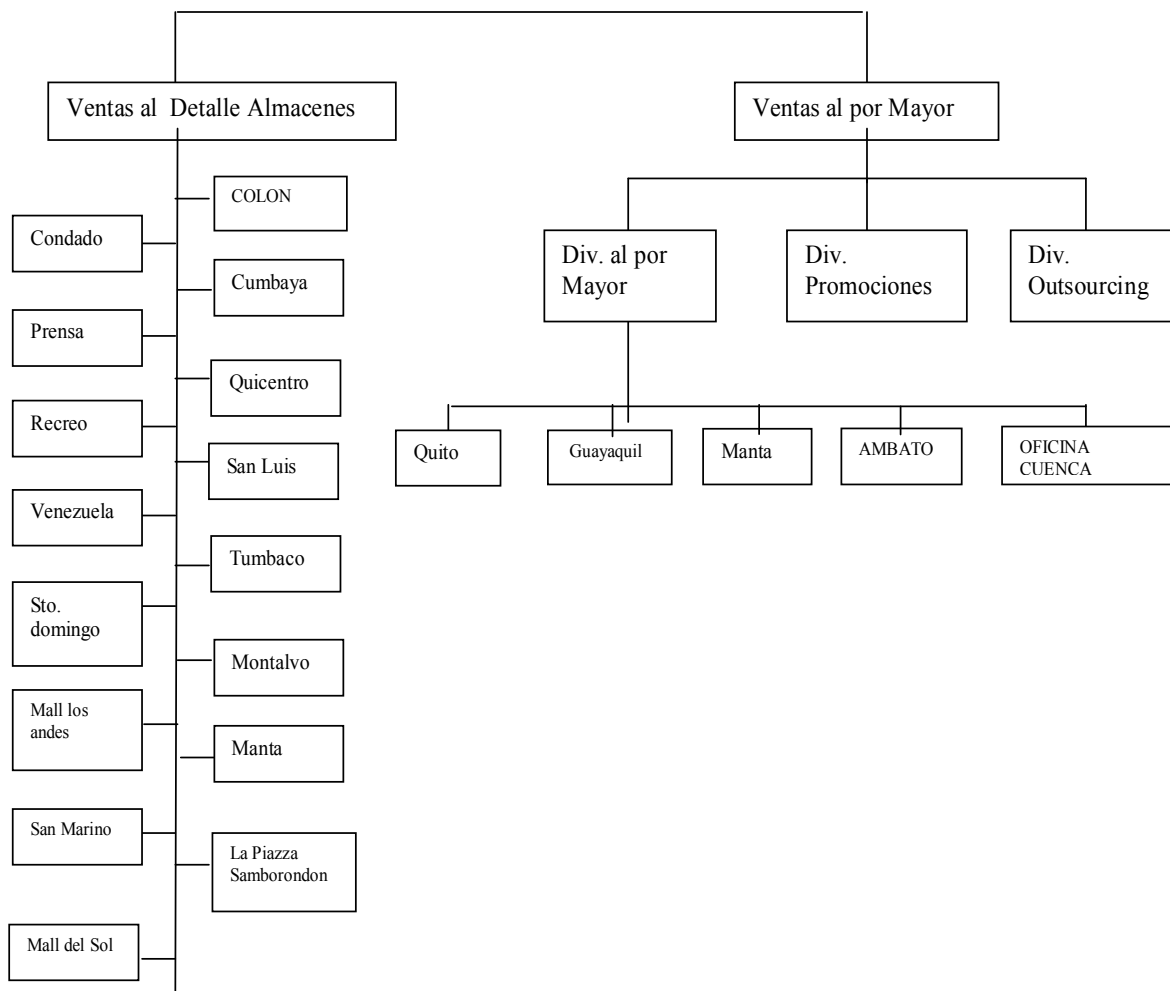 Ventas al Detalle Almacenes
Ventas al por Mayor
COLON
Condado
Cumbaya
Prensa
Quicentro
Recreo
San Luis
Venezuela
Tumbaco
Sto.
domingo
Montalvo
Mall los
andes
Manta
San Marino
La Piazza
Samborondon
Mall del Sol
Div. al por
Mayor
Div.
Promociones
Div.
Outsourcing
Quito
Guayaquil
Manta
AMBATO
OFICINA
CUENCA